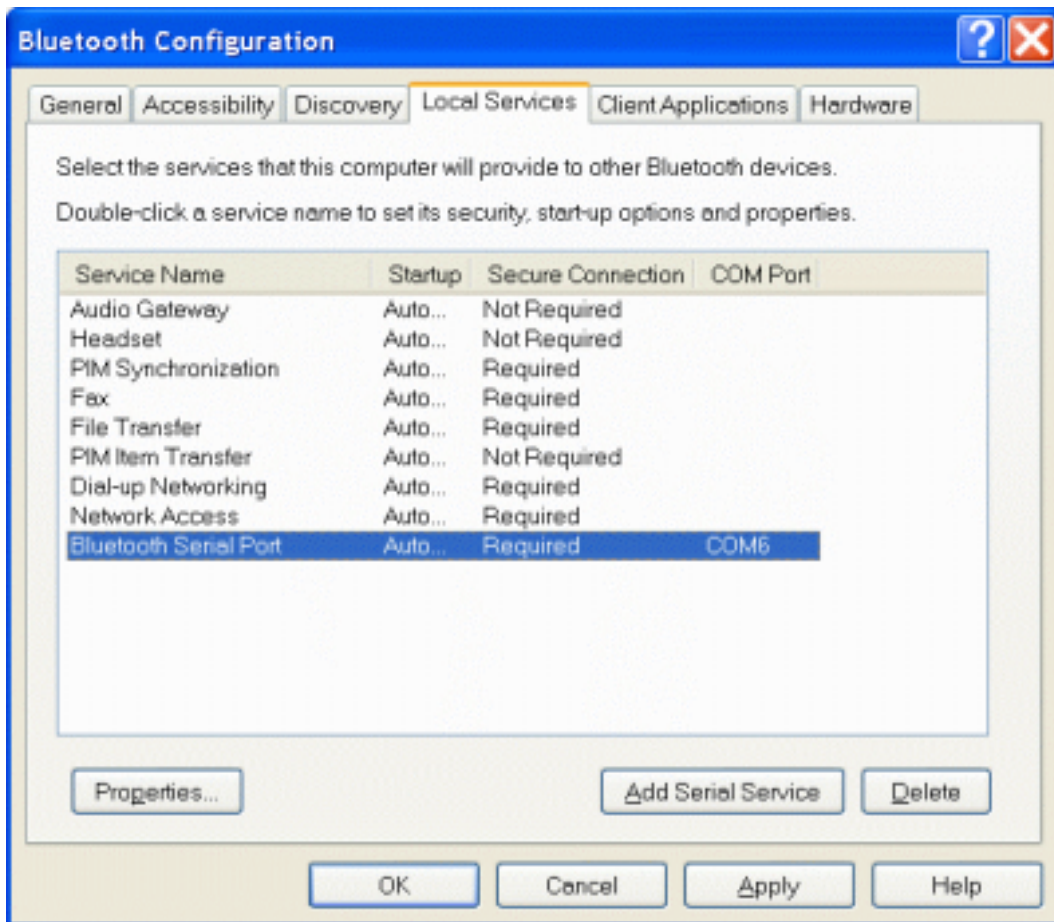 Bluetooth Configuration
General Accessibility Discovery Local Services Client Applications Hardware
Select the services that this computer will provide to other Bluetooth devices.
Double-click a service name to set its security, start-up options and properties.
Service Name Startup Secure Connection COM Port
Audio Gateway Auto... Not Required
Headset Auto... Not Required
PIM Synchronization Auto... Required
Fax Auto... Required
File Transfer Auto... Required
PIM Item Transfer Auto... Not Required
Dial-up Networking Auto... Required
Network Access Auto... Required
Bluetooth Serial Port Auto... Required COM6
Properties... Add Serial Service Delete
OK Cancel Apply Help